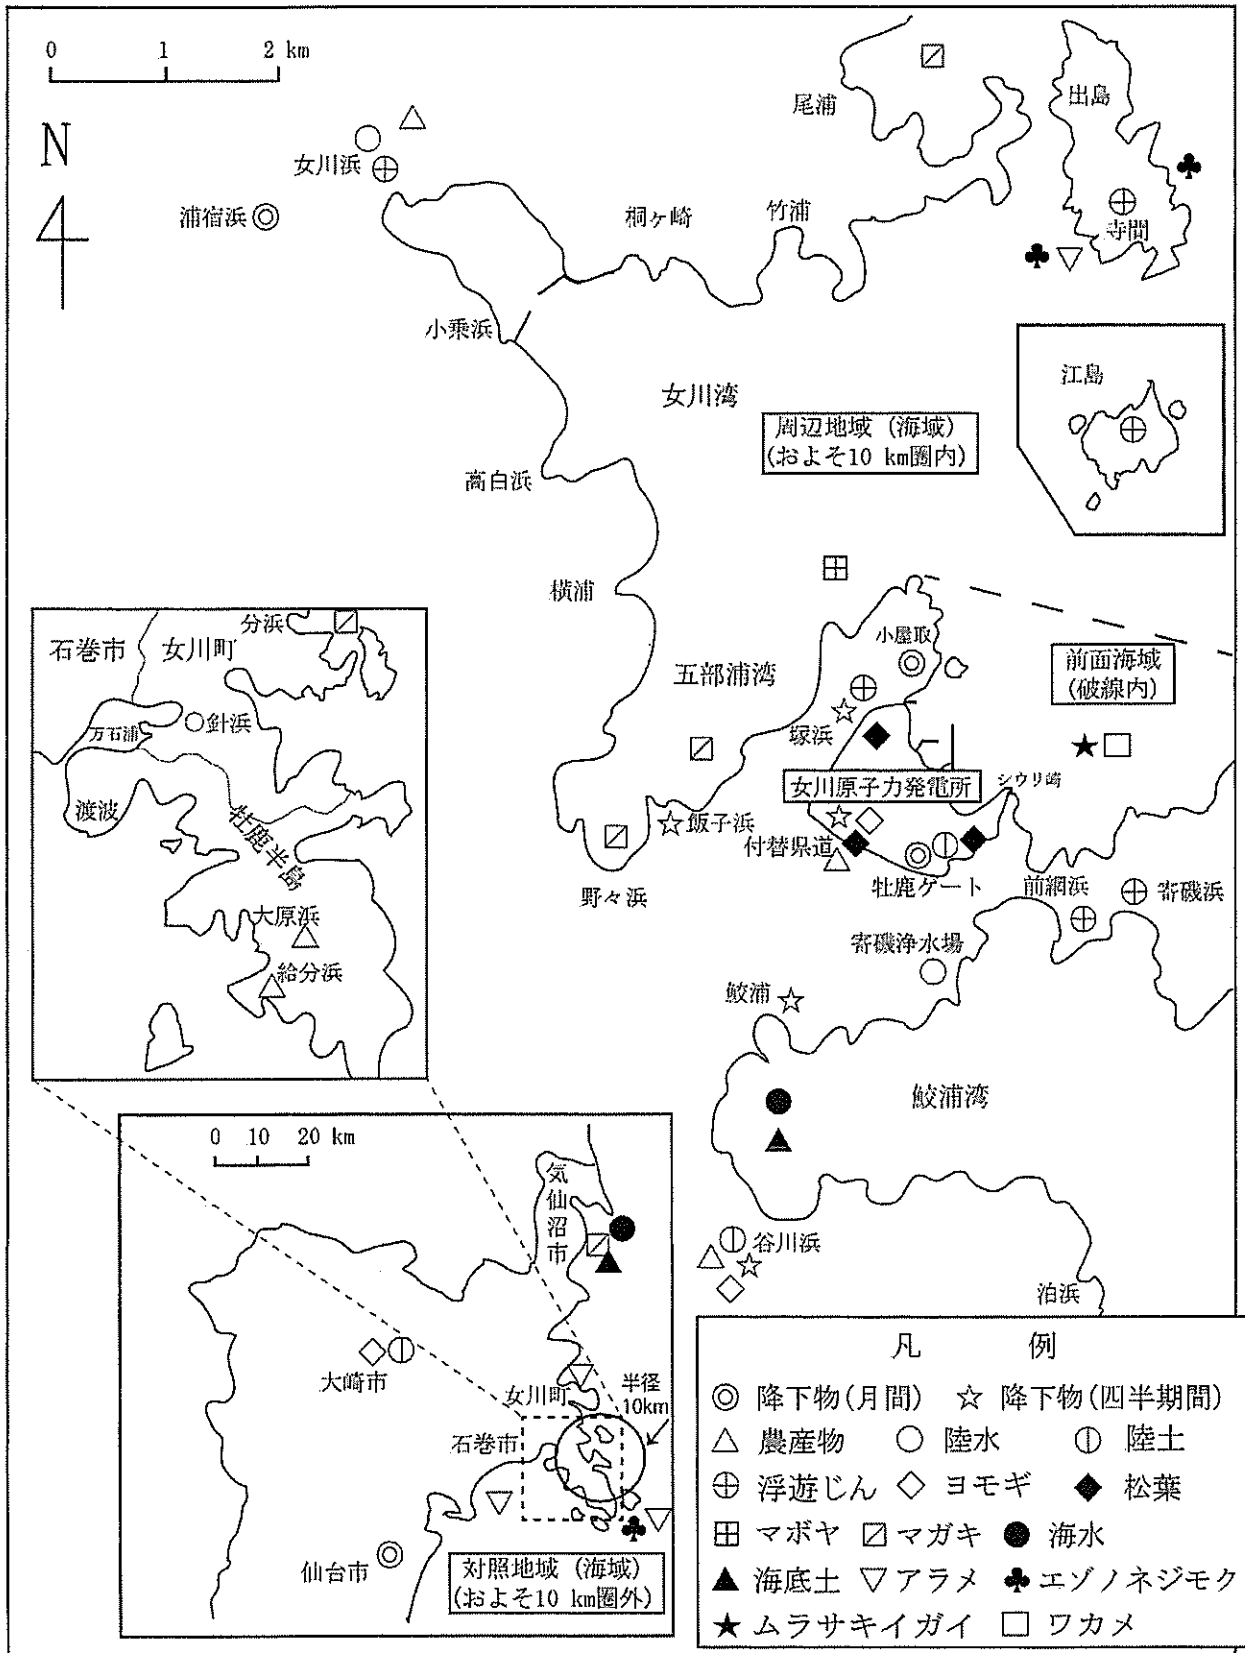 0 1 2 km
N
尾浦
出島
女川浜
浦宿浜
桐ヶ崎
竹浦
寺間
小乗浜
女川湾
江島
周辺地域 (海域)
(およそ10 km圏内)
高白浜
横浦
小屋取
前面海域
(破線内)
五部浦湾
塚浜
女川原子力発電所
シウリ崎
飯子浜
付替県道
野々浜
牡鹿ゲート
前網浜
寄磯浜
寄磯浄水場
鮫浦
鮫浦湾
谷川浜
泊浜
分浜
石巻市
女川町
針浜
万石浦
渡波
牡鹿半島
大原浜
給分浜
0 10 20 km
気仙沼市
大崎市
女川町
半径
10km
石巻市
仙台市
対照地域 (海域)
(およそ10 km圏外)
凡 例
◎ 降下物(月間) ☆ 降下物(四半期間)
△ 農産物 ○ 陸水 ⦶ 陸土
⊕ 浮遊じん ◇ ヨモギ ◆ 松葉
⊞ マボヤ ⍁ マガキ ● 海水
▲ 海底土 ▽ アラメ ♣ エゾノネジモク
★ ムラサキイガイ □ ワカメ